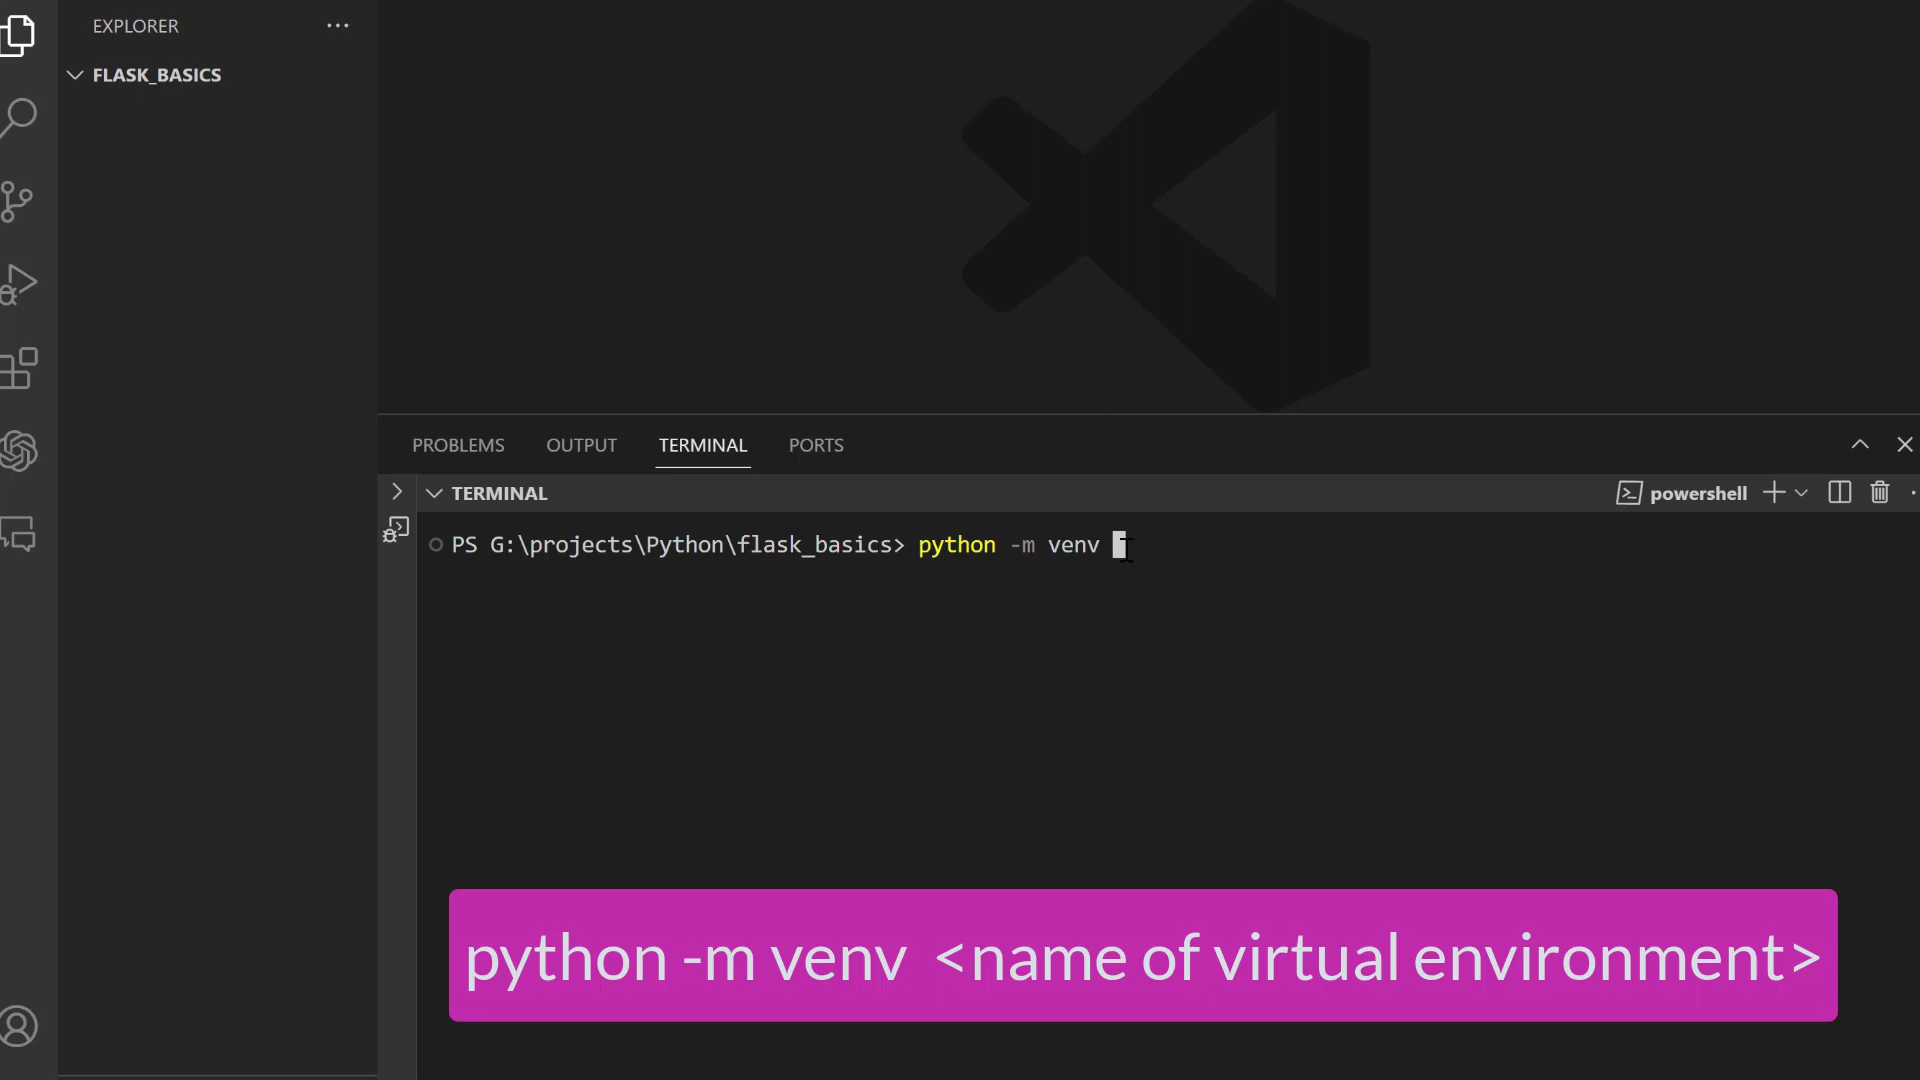 EXPLORER
FLASK_BASICS
PROBLEMS OUTPUT TERMINAL PORTS
TERMINAL
powershell
PS G:\projects\Python\flask_basics> python -m venv
python -m venv <name of virtual environment>